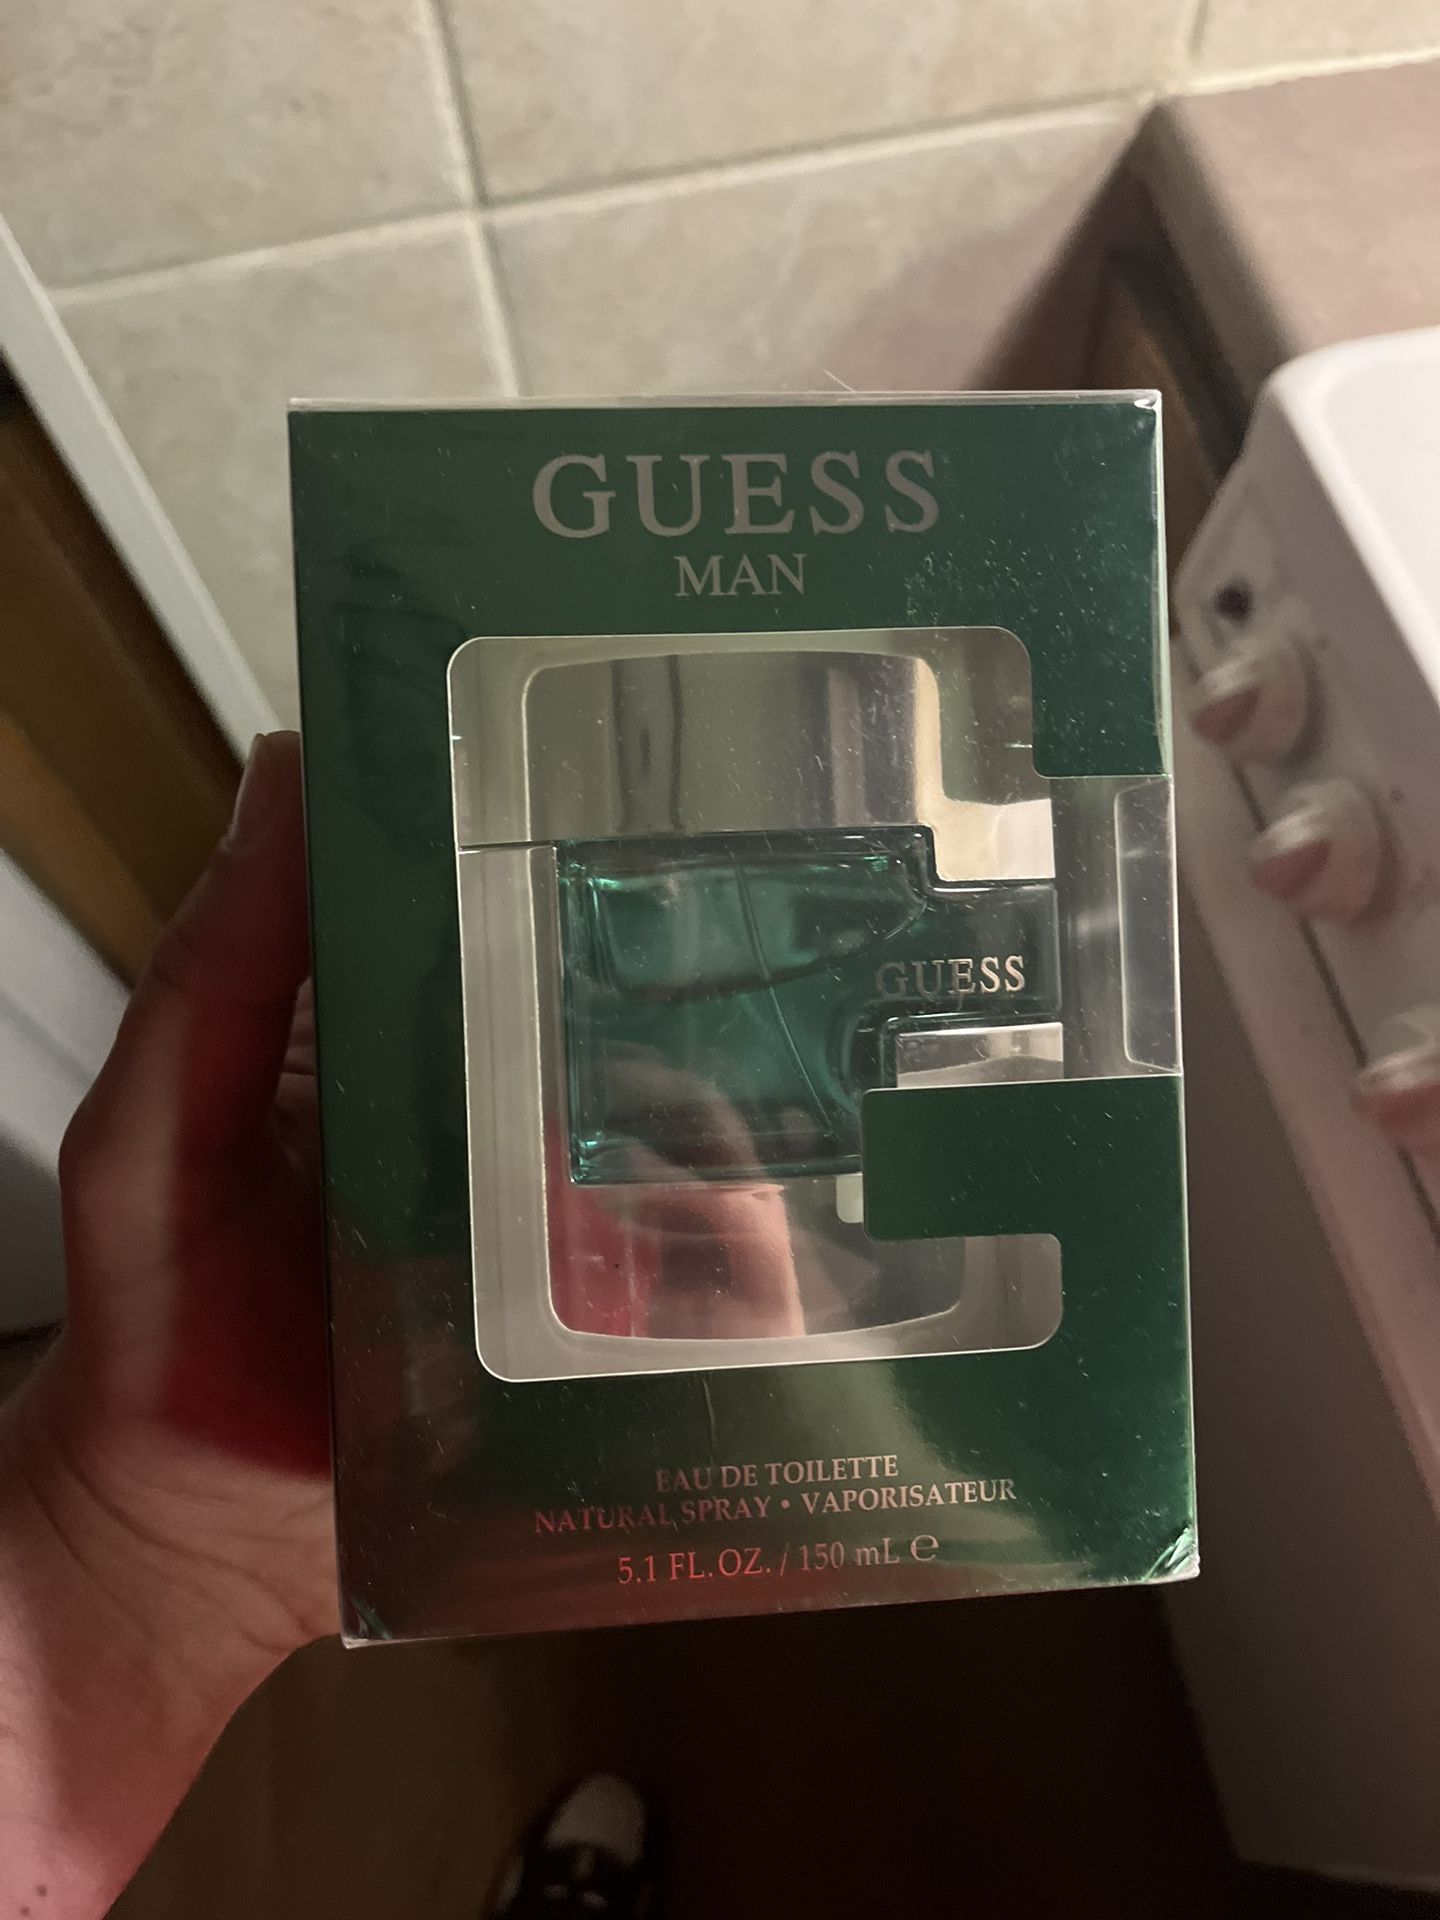 GUESS
MAN
GUESS
EAU DE TOILETTE
NATURAL SPRAY • VAPORISATEUR
5.1 FL. OZ. / 150 mL ℮